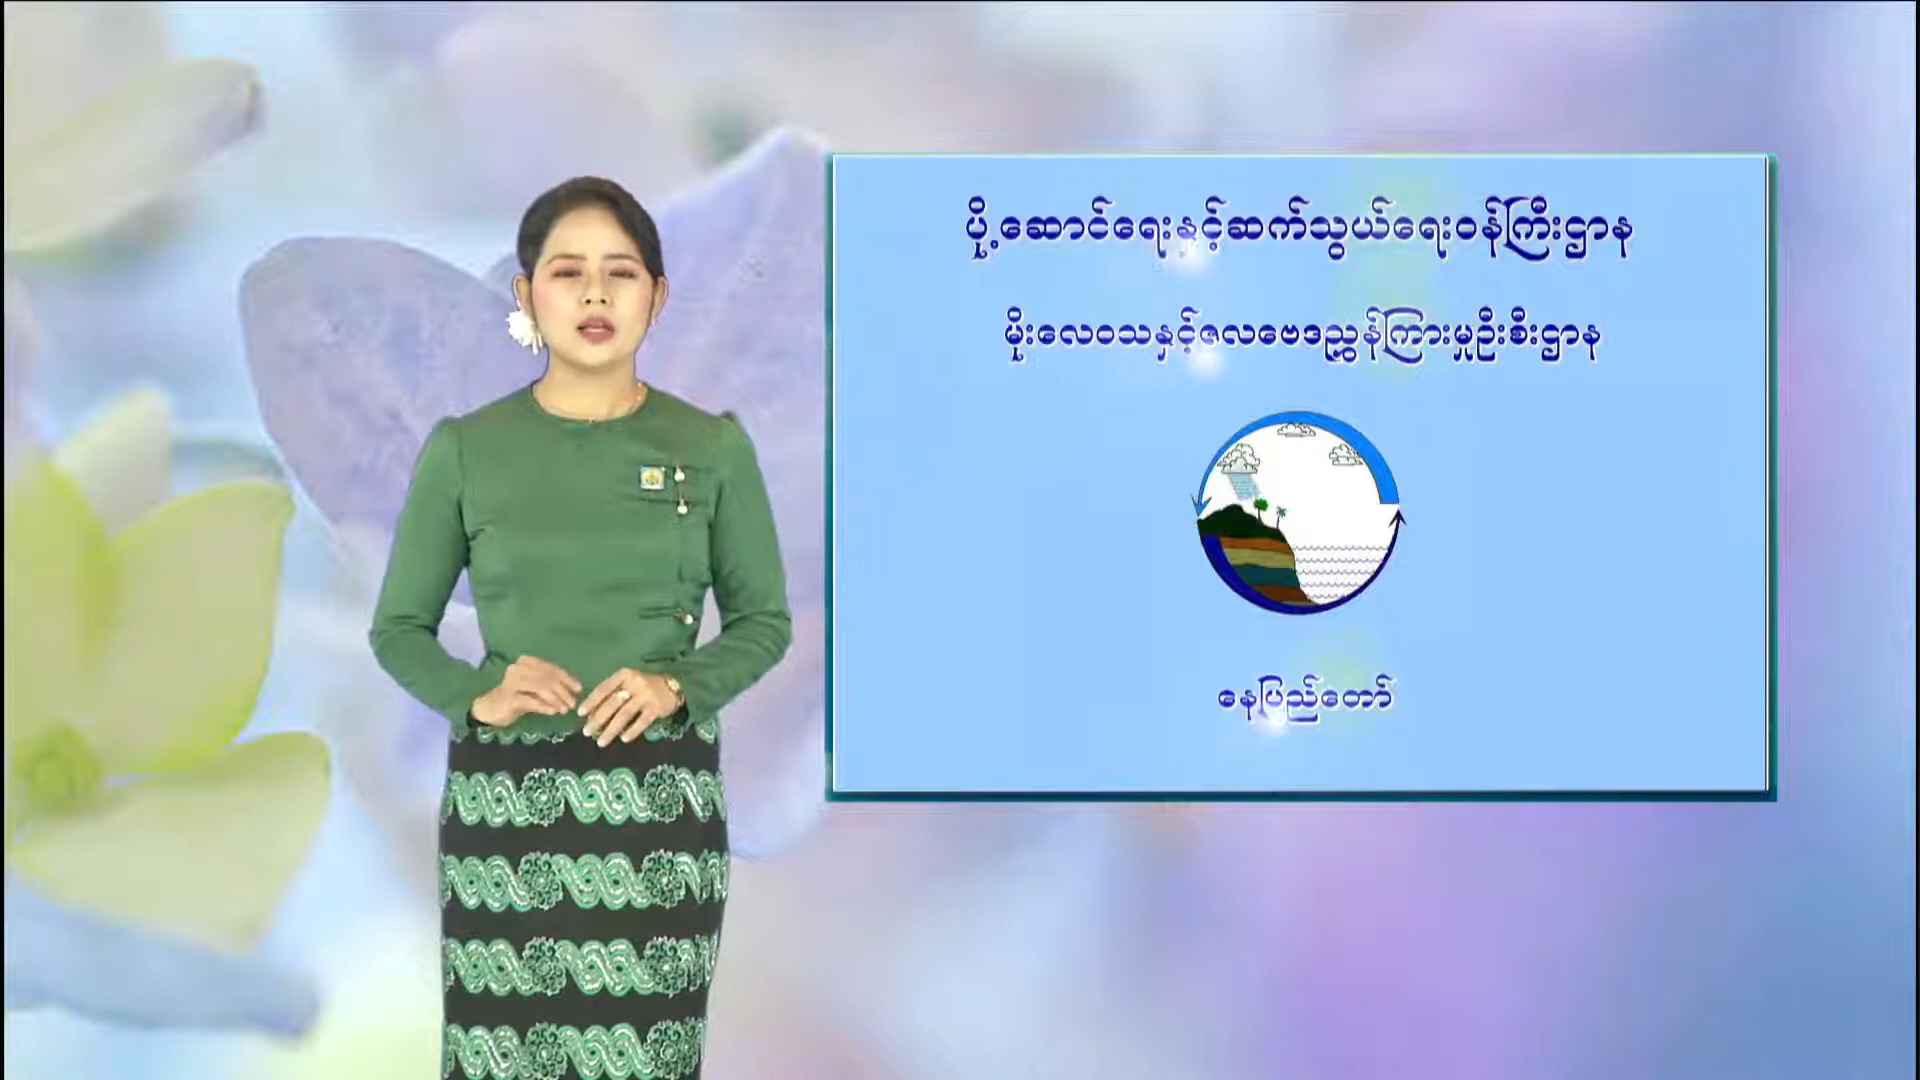 ပို့ဆောင်ရေးနှင့်ဆက်သွယ်ရေးဝန်ကြီးဌာန
မိုးလေဝသနှင့်ဇလဗေဒညွှန်ကြားမှုဦးစီးဌာန
နေပြည်တော်